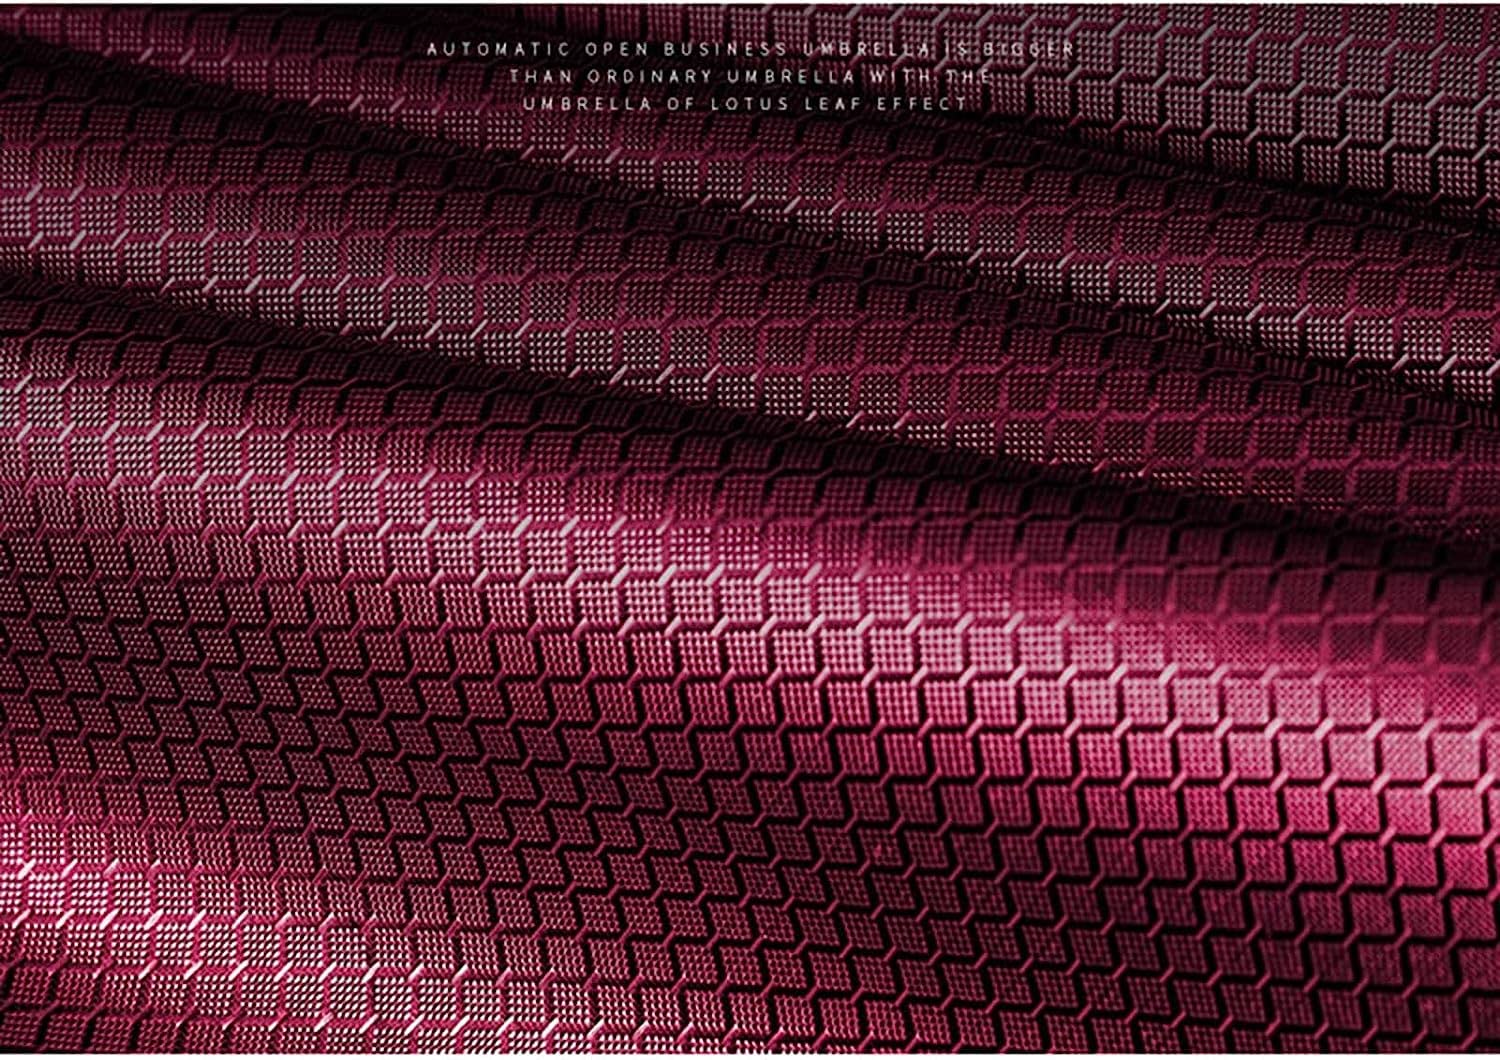 AUTOMATIC OPEN BUSINESS UMBRELLA IS BIGGER
THAN ORDINARY UMBRELLA WITH THE
UMBRELLA OF LOTUS LEAF EFFECT